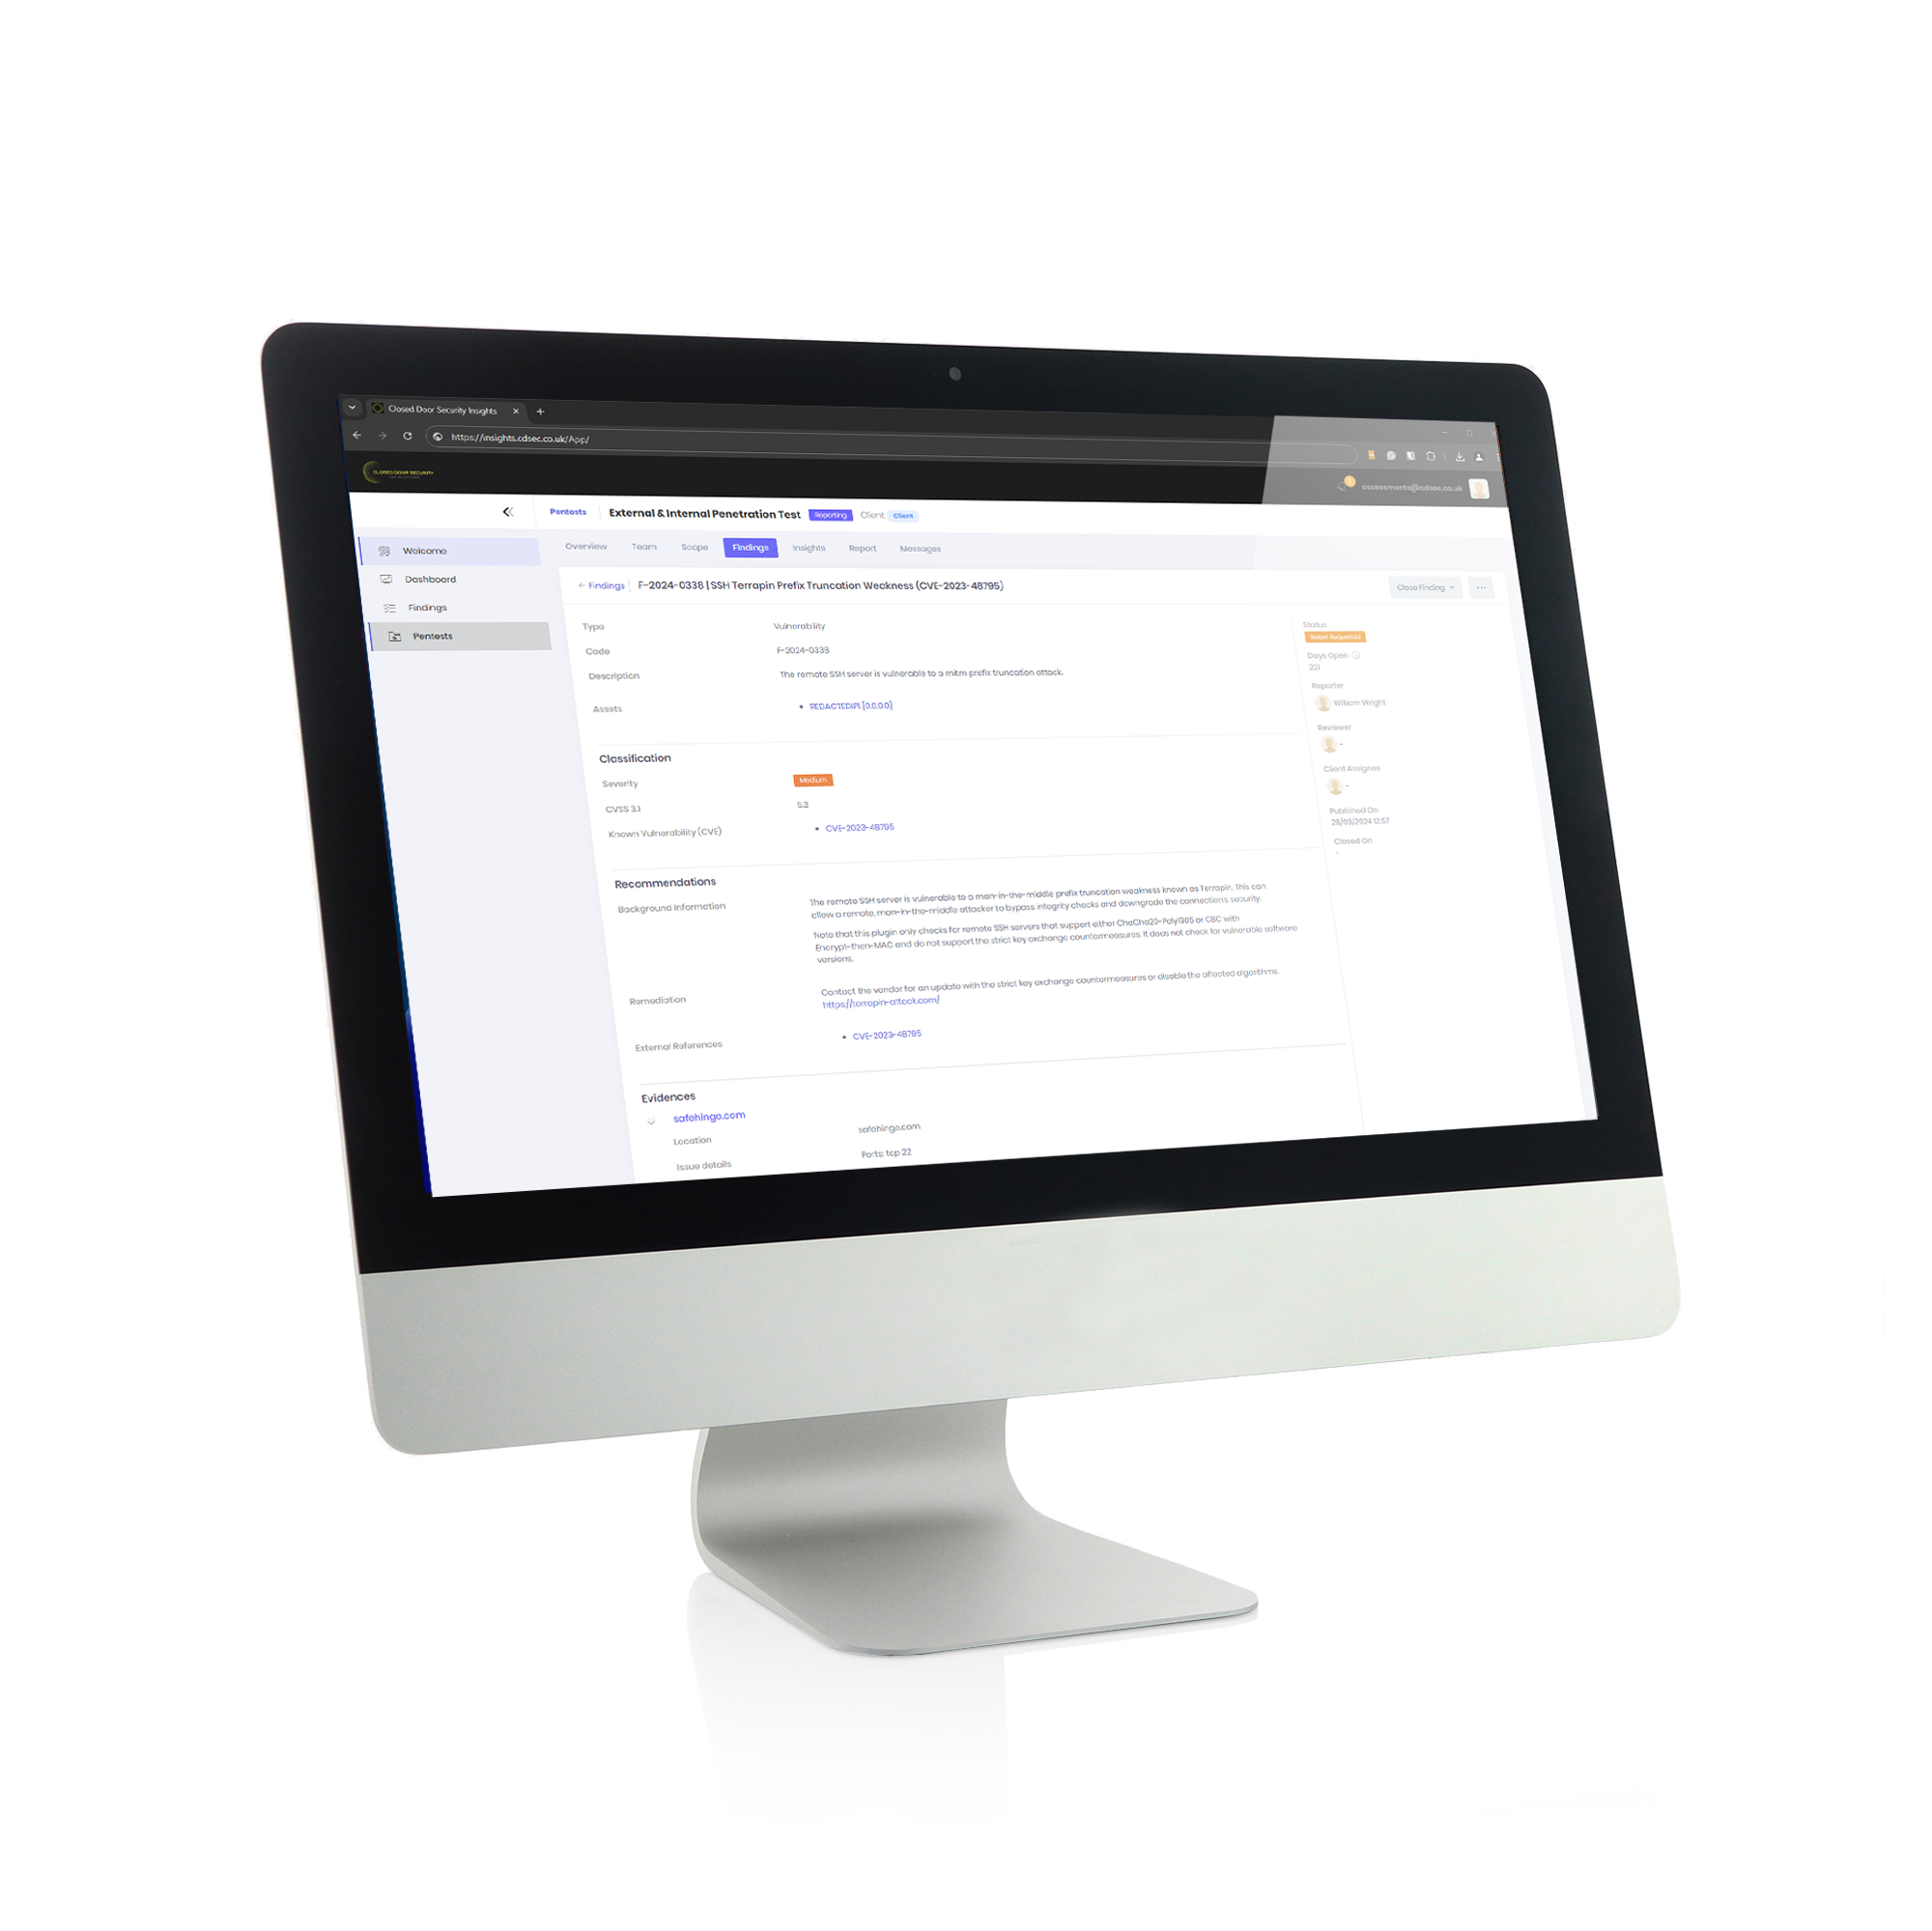 Closed Door Security Insights
https://insights.cdsec.co.uk/App/
CLOSED DOOR SECURITY
1
assessments@cdsec.co.uk
Pentests
External & Internal Penetration Test
Reporting
Client
Client
Welcome
Dashboard
Findings
Pentests
Overview
Team
Scope
Findings
Insights
Report
Messages
← Findings
F-2024-0338 | SSH Terrapin Prefix Truncation Weakness (CVE-2023-48795)
Close Finding
...
Type
Vulnerability
Code
F-2024-0338
Description
The remote SSH server is vulnerable to a mitm prefix truncation attack.
Assets
[0.0.0.0]
Classification
Severity
Medium
CVSS 3.1
5.3
Known Vulnerability (CVE)
CVE-2023-48795
Recommendations
Background Information
The remote SSH server is vulnerable to a man-in-the-middle prefix truncation weakness known as Terrapin. This can
allow a remote, man-in-the-middle attacker to bypass integrity checks and downgrade the connection's security.
Note that this plugin only checks for remote SSH servers that support either ChaCha20-Poly1305 or CBC with
Encrypt-then-MAC and do not support the strict key exchange countermeasures. It does not check for vulnerable software
versions.
Remediation
Contact the vendor for an update with the strict key exchange countermeasures or disable the affected algorithms.
https://terrapin-attack.com/
External References
CVE-2023-48795
Evidences
safehinge.com
Location
safehinge.com
Issue details
Ports: tcp 22
Status
Requested
Days Open
Reporter
William Wright
Reviewer
-
Client Assignee
-
Published On
12:57
Closed On
-